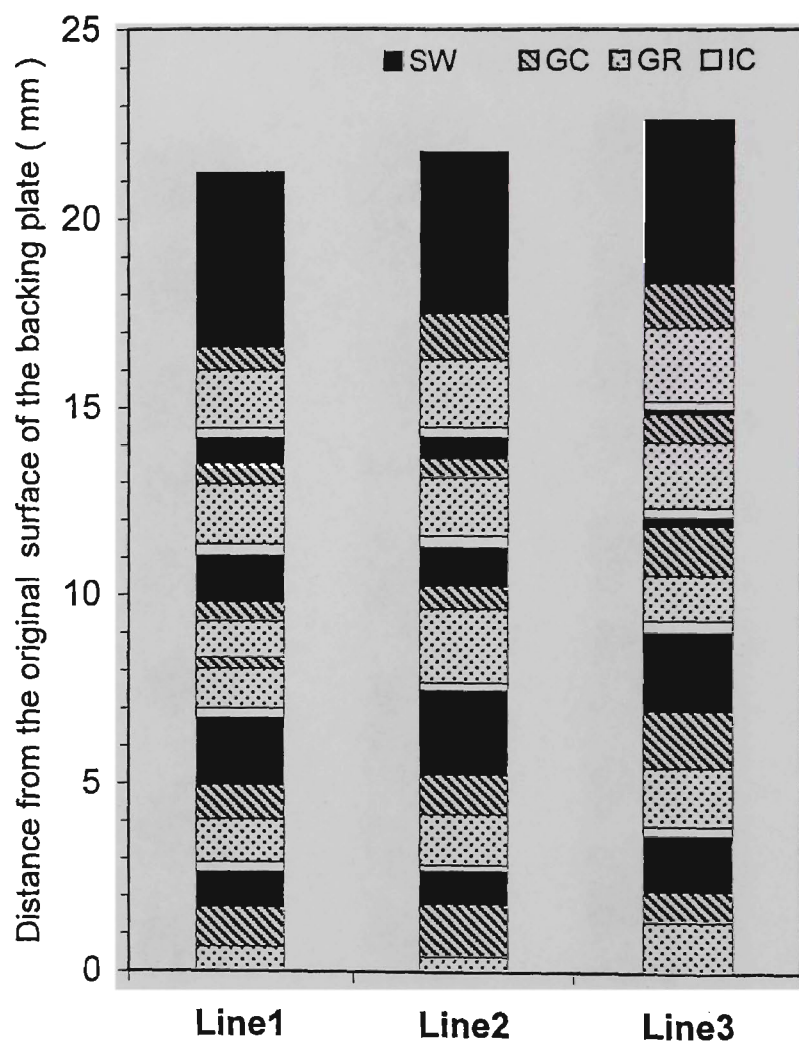 Distance from the original surface of the backing plate ( mm )
25
20
15
10
5
0
SW GC GR IC
Line1 Line2 Line3